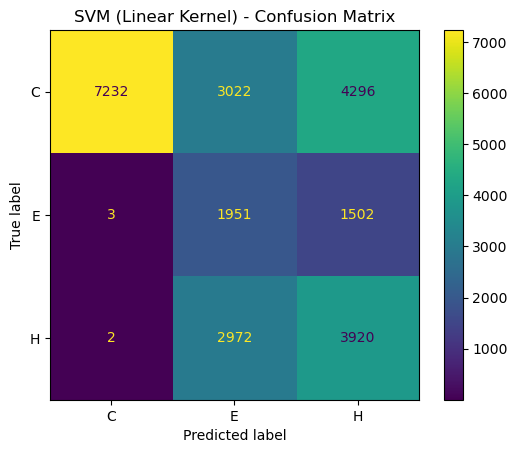 SVM (Linear Kernel) - Confusion Matrix
C 7232 3022 4296
E 3 1951 1502
H 2 2972 3920
C E H
Predicted label
True label
7000
6000
5000
4000
3000
2000
1000